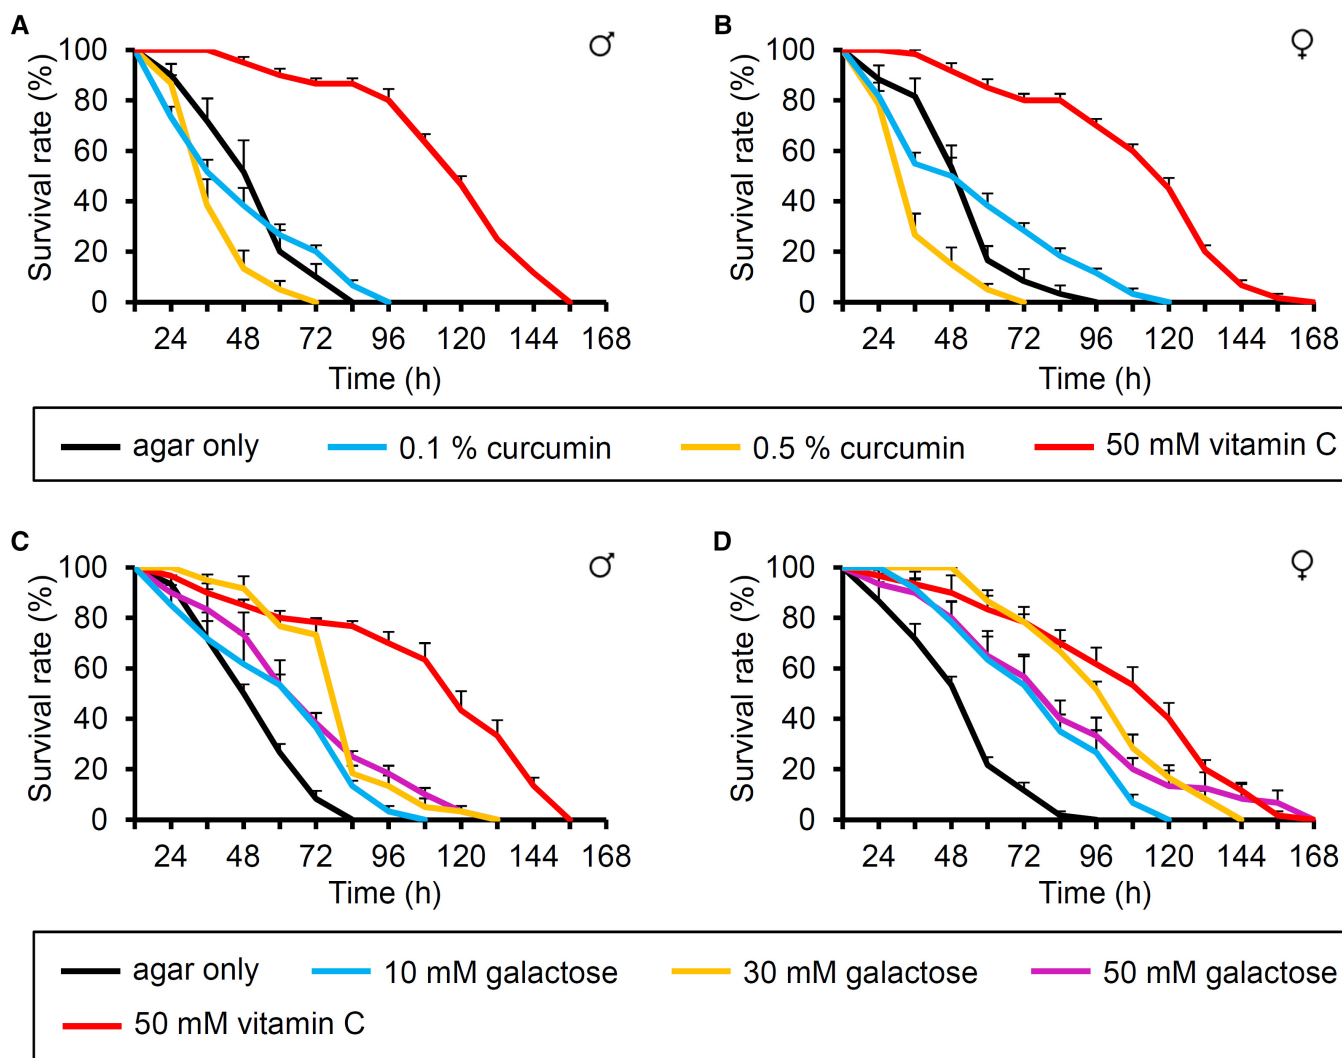 A
B
♂
♀
100
80
60
40
20
0
Survival rate (%)
24 48 72 96 120 144 168
Time (h)
100
80
60
40
20
0
Survival rate (%)
24 48 72 96 120 144 168
Time (h)
agar only 0.1 % curcumin 0.5 % curcumin 50 mM vitamin C
C
D
♂
♀
100
80
60
40
20
0
Survival rate (%)
24 48 72 96 120 144 168
Time (h)
100
80
60
40
20
0
Survival rate (%)
24 48 72 96 120 144 168
Time (h)
agar only 10 mM galactose 30 mM galactose 50 mM galactose
50 mM vitamin C